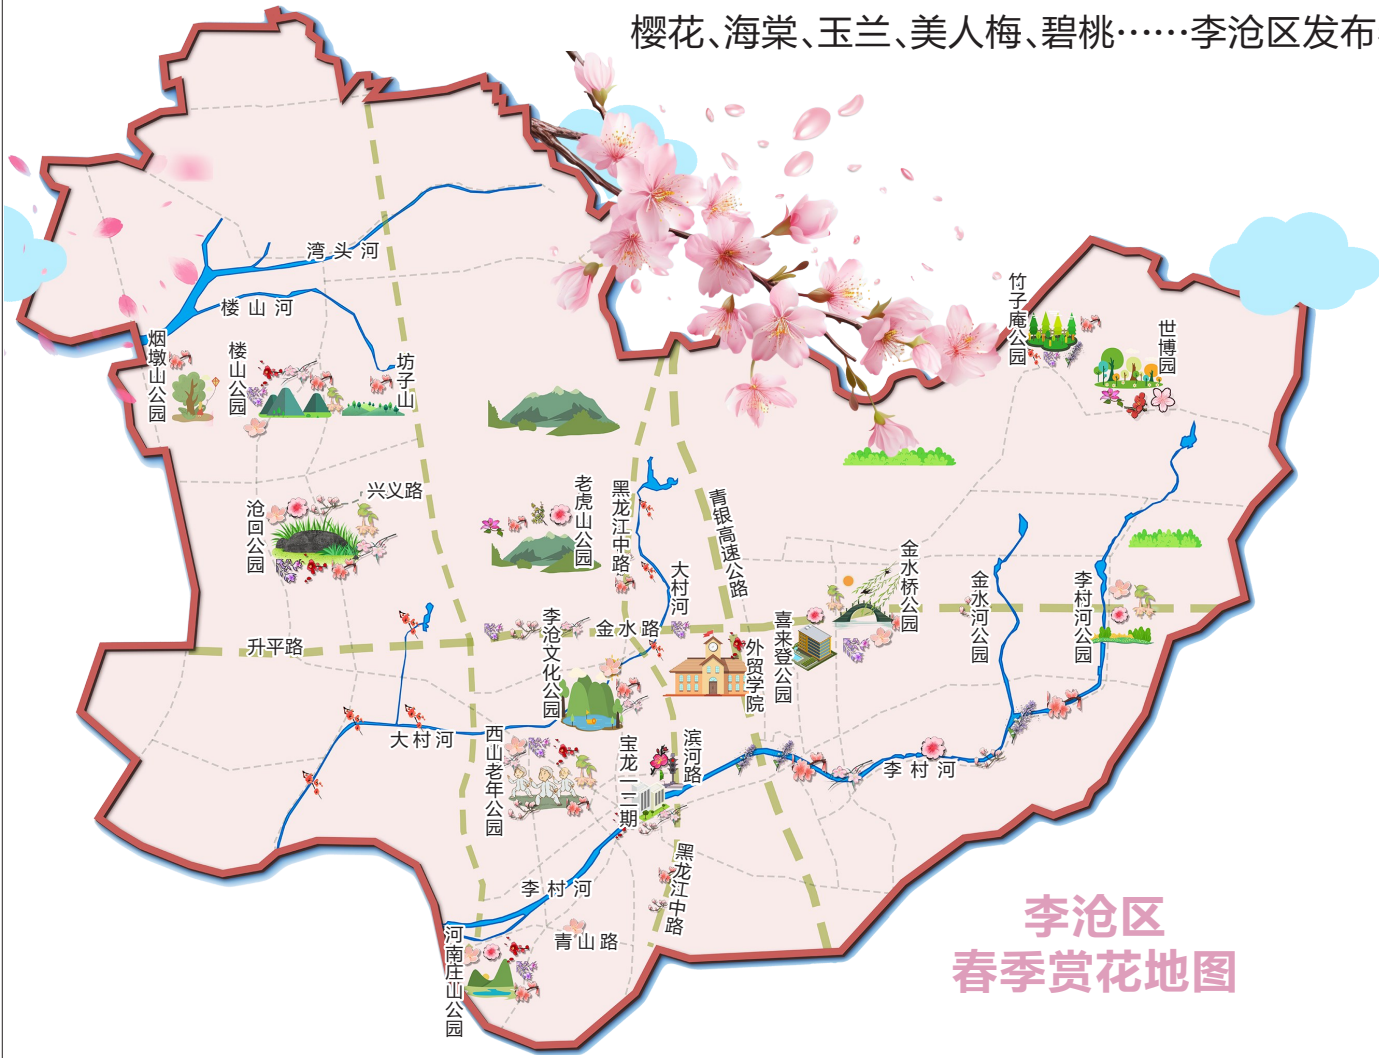 樱花、海棠、玉兰、美人梅、碧桃……李沧区发布
湾头河
楼山河
烟墩山公园
楼山公园
坊子山
竹子庵公园
世博园
沧回公园
兴义路
老虎山公园
黑龙江中路
青银高速公路
大村河
金水桥公园
金水河公园
李村河公园
升平路
李沧文化公园
金水路
外贸学院
喜来登公园
大村河
西山老年公园
宝龙一二期
滨河路
李村河
李村河
黑龙江中路
青山路
河南庄山公园
李沧区
春季赏花地图